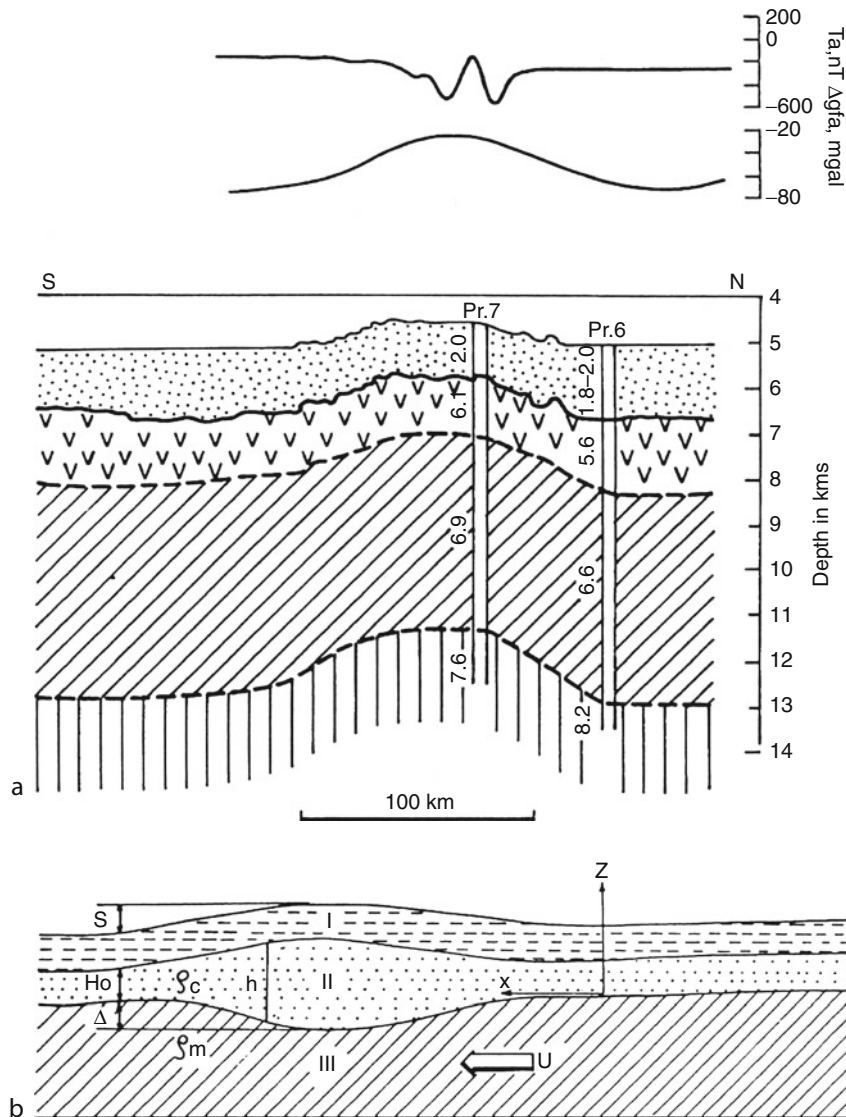 200
0
−600
Ta,nT
−20
−80
Δgfa, mgal
S
N
4
5
6
7
8
9
10
11
12
13
14
Depth in kms
Pr.7
2.0
6.1
6.9
7.6
Pr.6
1.8–2.0
5.6
6.6
8.2
a
100 km
Z
S
I
Ho
ρc
h
II
x
Δ
ρm
III
U
b